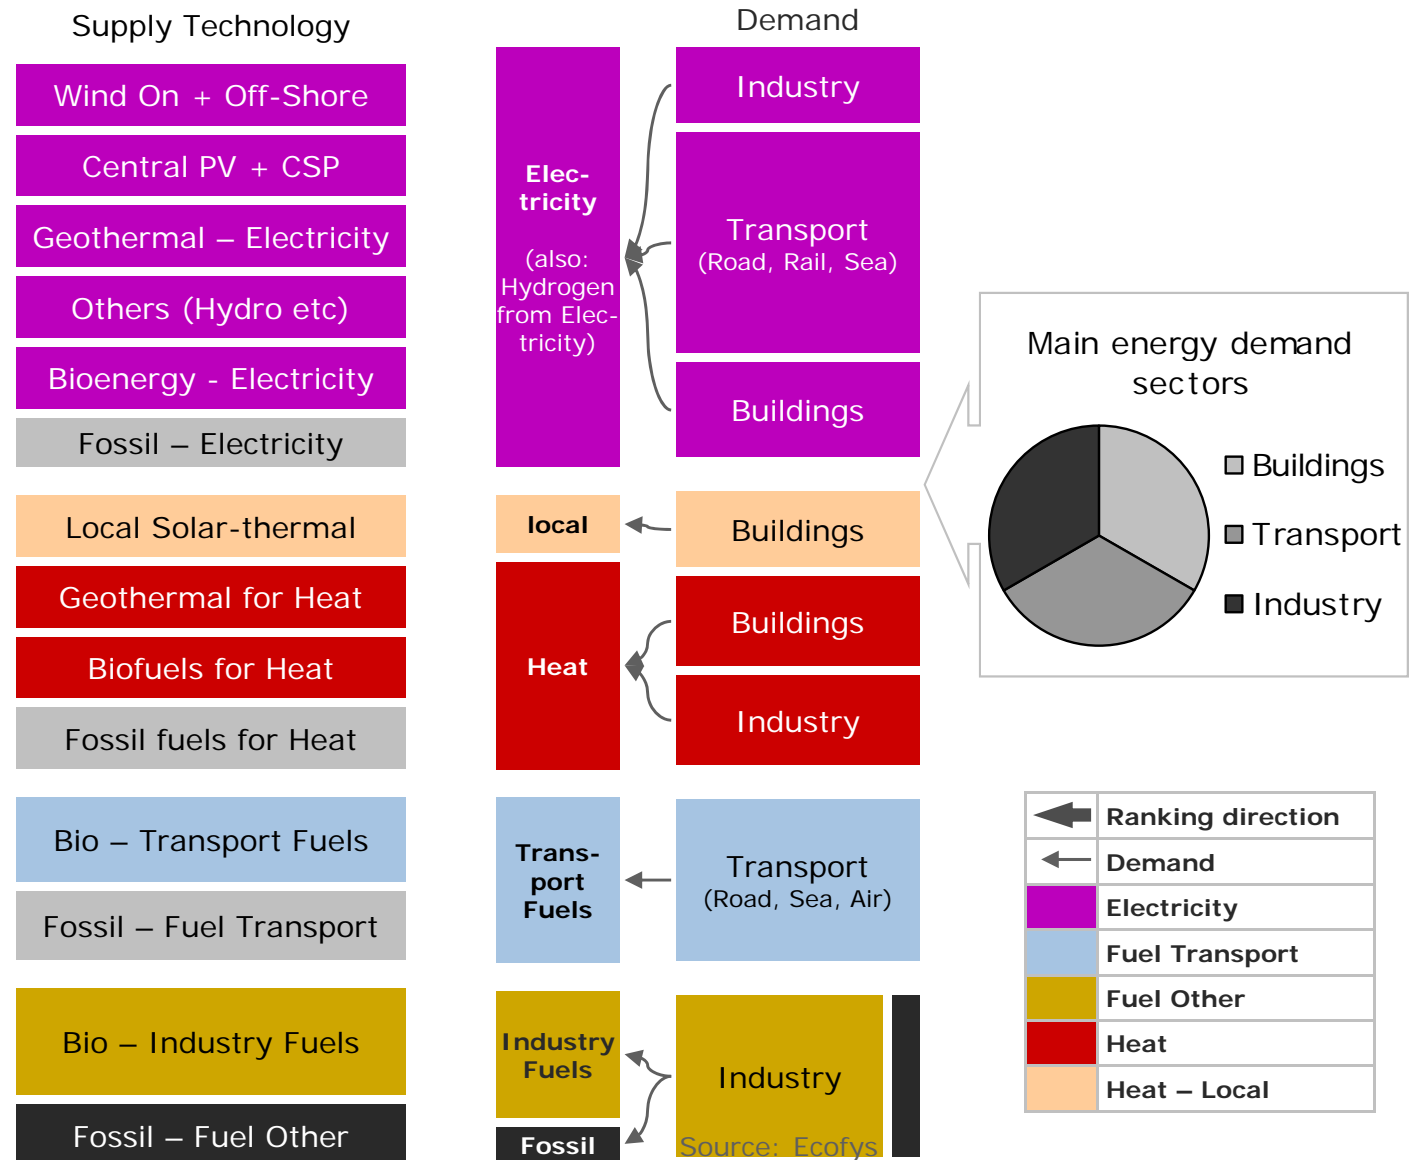 Supply Technology
Wind On + Off-Shore
Central PV + CSP
Geothermal – Electricity
Others (Hydro etc)
Bioenergy - Electricity
Fossil – Electricity
Local Solar-thermal
Geothermal for Heat
Biofuels for Heat
Fossil fuels for Heat
Bio – Transport Fuels
Fossil – Fuel Transport
Bio – Industry Fuels
Fossil – Fuel Other
Elec-
tricity
(also:
Hydrogen
from Elec-
tricity)
local
Heat
Trans-
port
Fuels
Industry
Fuels
Fossil
Demand
Industry
Transport
(Road, Rail, Sea)
Buildings
Buildings
Buildings
Industry
Transport
(Road, Sea, Air)
Industry
Source: Ecofys
Main energy demand
sectors
Buildings
Transport
Industry
Ranking direction
Demand
Electricity
Fuel Transport
Fuel Other
Heat
Heat – Local